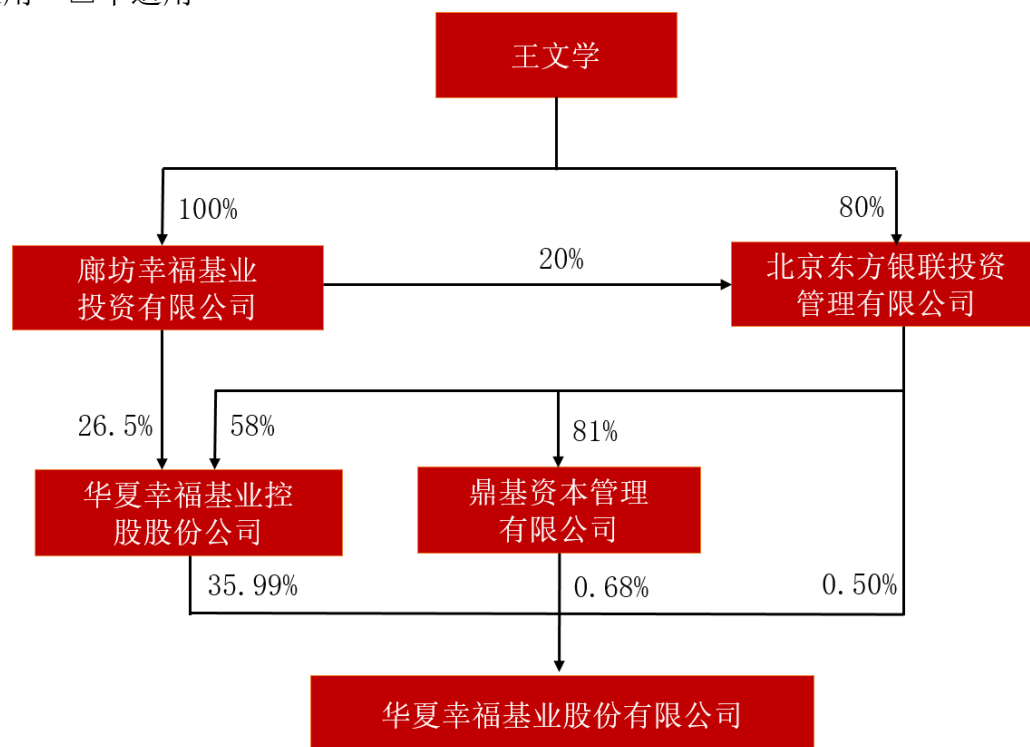 王文学
100%
80%
廊坊幸福基业
投资有限公司
20%
北京东方银联投资
管理有限公司
26.5%
58%
81%
华夏幸福基业控
股股份公司
鼎基资本管理
有限公司
35.99%
0.68%
0.50%
华夏幸福基业股份有限公司